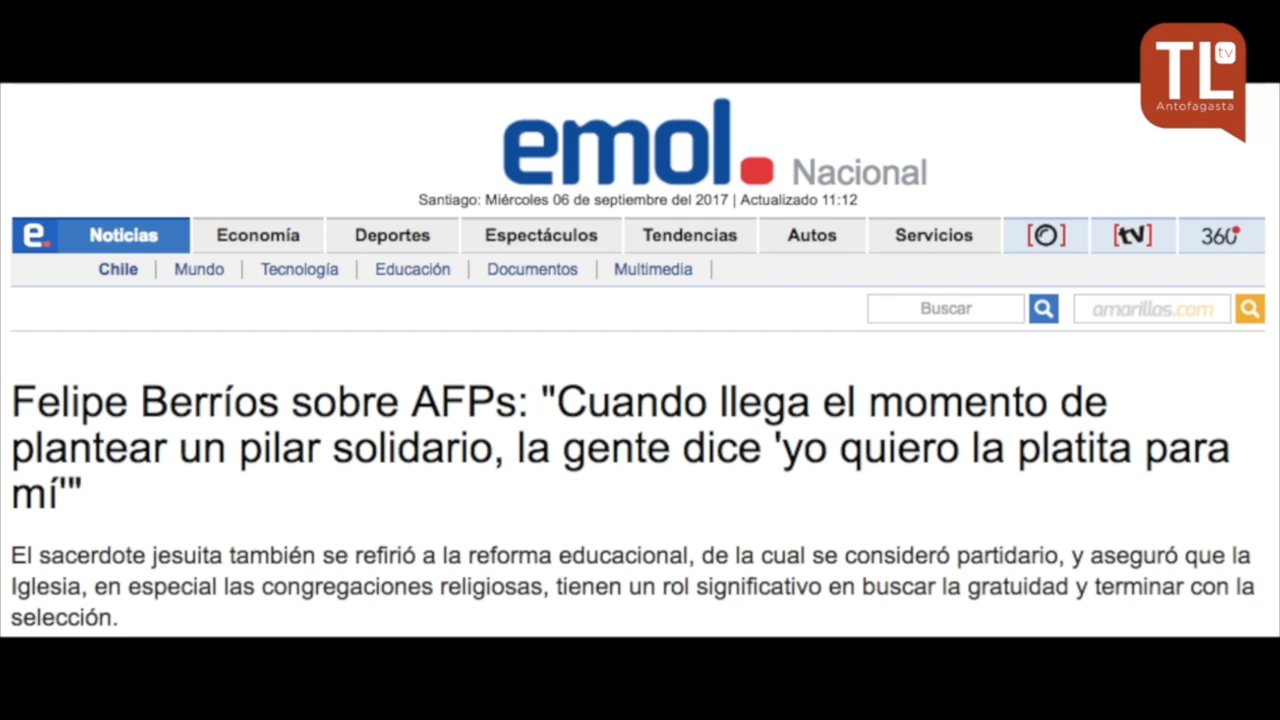 TL tv
Antofagasta
emol. Nacional
Santiago: Miércoles 06 de septiembre del 2017 | Actualizado 11:12
e. Noticias Economía Deportes Espectáculos Tendencias Autos Servicios [O] [tv] 360°
Chile | Mundo | Tecnología | Educación | Documentos | Multimedia |
Buscar amarillas.com
Felipe Berríos sobre AFPs: "Cuando llega el momento de
plantear un pilar solidario, la gente dice 'yo quiero la platita para
mí'"
El sacerdote jesuita también se refirió a la reforma educacional, de la cual se consideró partidario, y aseguró que la
Iglesia, en especial las congregaciones religiosas, tienen un rol significativo en buscar la gratuidad y terminar con la
selección.